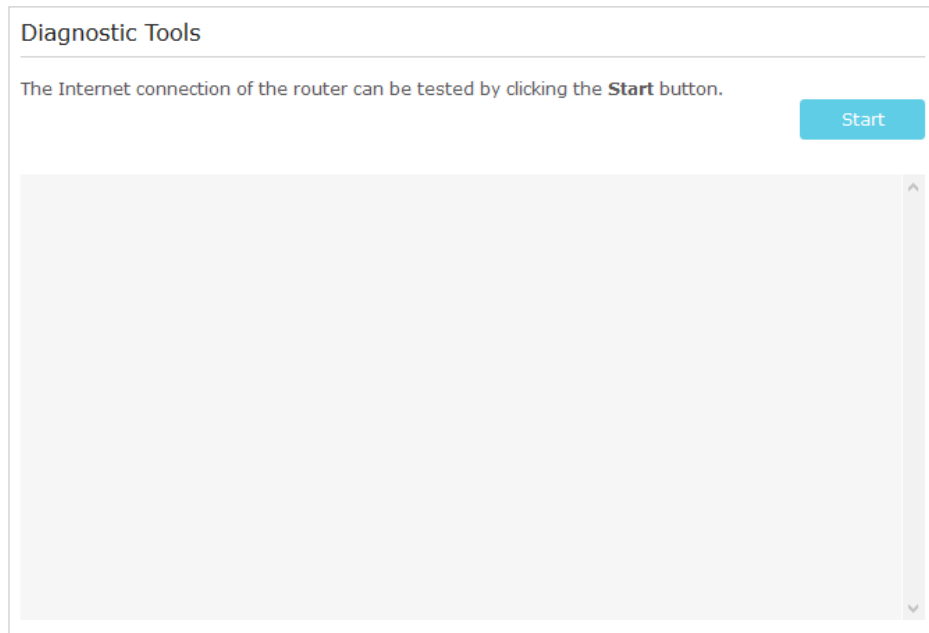 Diagnostic Tools
The Internet connection of the router can be tested by clicking the Start button.
Start